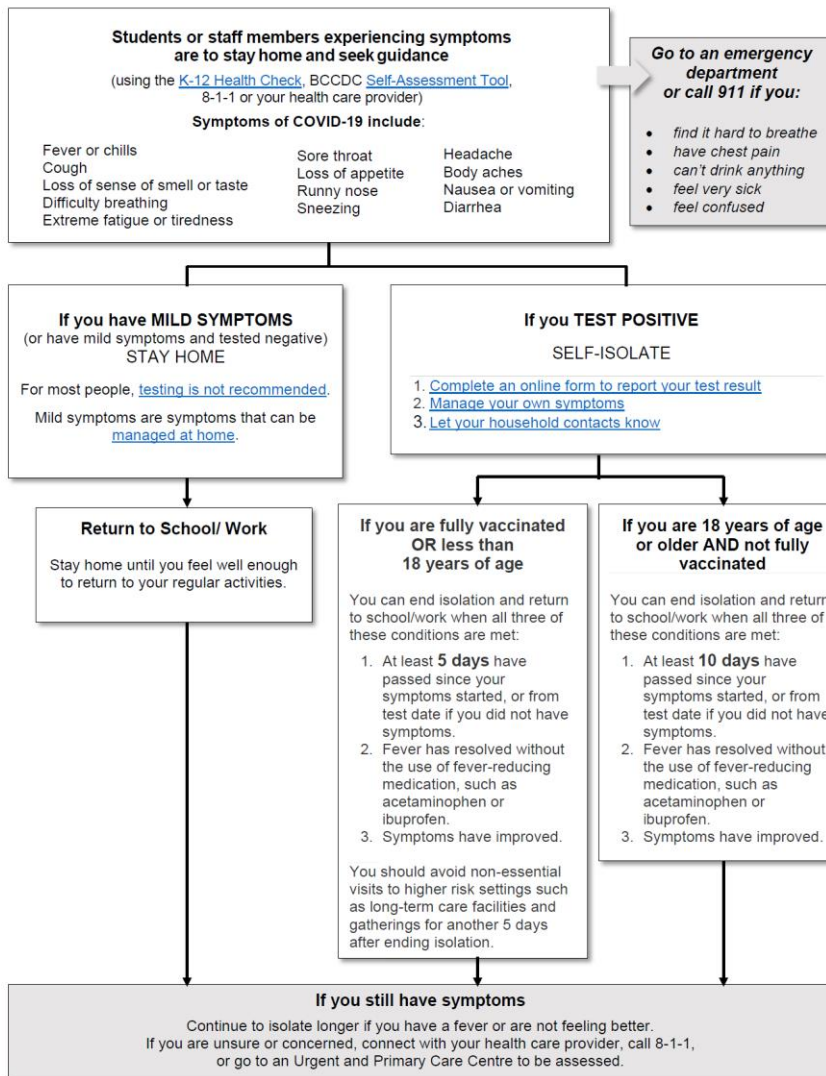 Students or staff members experiencing symptoms
are to stay home and seek guidance
(using the K-12 Health Check, BCCDC Self-Assessment Tool,
8-1-1 or your health care provider)
Symptoms of COVID-19 include:
Fever or chills
Cough
Loss of sense of smell or taste
Difficulty breathing
Extreme fatigue or tiredness
Sore throat
Loss of appetite
Runny nose
Sneezing
Headache
Body aches
Nausea or vomiting
Diarrhea
Go to an emergency
department
or call 911 if you:
• find it hard to breathe
• have chest pain
• can't drink anything
• feel very sick
• feel confused
If you have MILD SYMPTOMS
(or have mild symptoms and tested negative)
STAY HOME
For most people, testing is not recommended.
Mild symptoms are symptoms that can be
managed at home.
If you TEST POSITIVE
SELF-ISOLATE
1. Complete an online form to report your test result
2. Manage your own symptoms
3. Let your household contacts know
Return to School/ Work
Stay home until you feel well enough
to return to your regular activities.
If you are fully vaccinated
OR less than
18 years of age
You can end isolation and return
to school/work when all three of
these conditions are met:
1. At least 5 days have
passed since your
symptoms started, or from
test date if you did not have
symptoms.
2. Fever has resolved without
the use of fever-reducing
medication, such as
acetaminophen or
ibuprofen.
3. Symptoms have improved.
You should avoid non-essential
visits to higher risk settings such
as long-term care facilities and
gatherings for another 5 days
after ending isolation.
If you are 18 years of age
or older AND not fully
vaccinated
You can end isolation and return
to school/work when all three of
these conditions are met:
1. At least 10 days have
passed since your
symptoms started, or from
test date if you did not have
symptoms.
2. Fever has resolved without
the use of fever-reducing
medication, such as
acetaminophen or
ibuprofen.
3. Symptoms have improved.
If you still have symptoms
Continue to isolate longer if you have a fever or are not feeling better.
If you are unsure or concerned, connect with your health care provider, call 8-1-1,
or go to an Urgent and Primary Care Centre to be assessed.